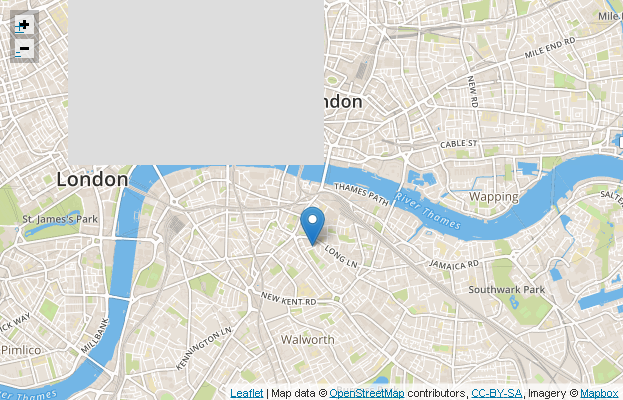 +
−
Mile
MILE END RD
NEW RD
ndon
CABLE ST
London
THAMES PATH
River Thames
Wapping
SALTE
St. James's Park
LONG LN
JAMAICA RD
Southwark Park
NEW KENT RD
CK WAY
MILLBANK
KENNINGTON LN
Walworth
Pimlico
River Thames
Leaflet | Map data © OpenStreetMap contributors, CC-BY-SA, Imagery © Mapbox